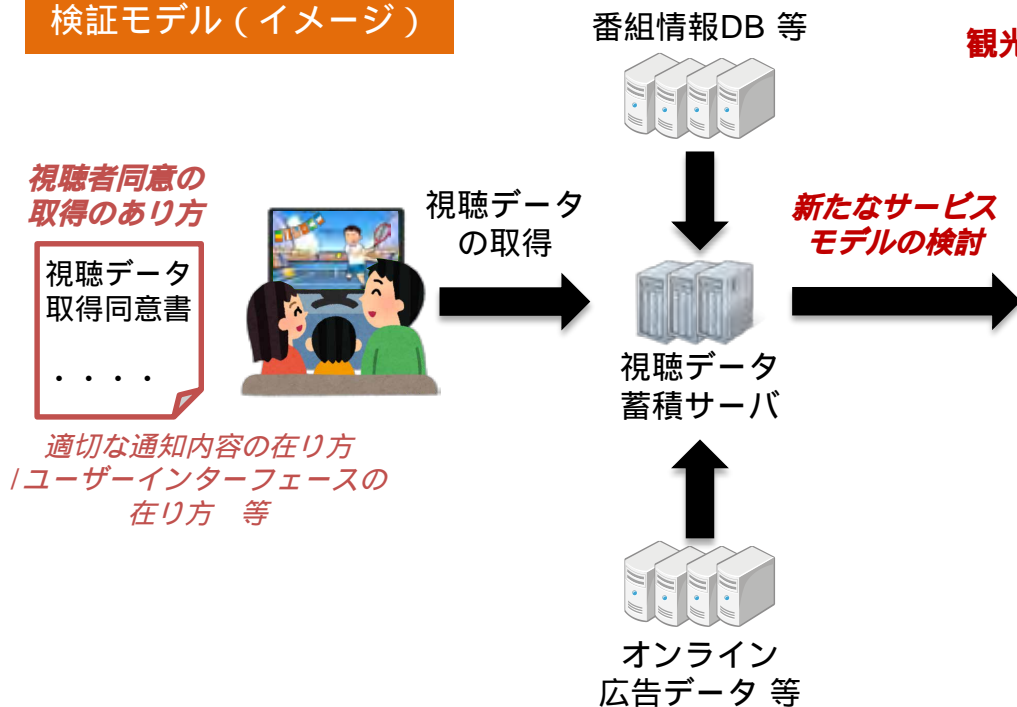 検証モデル（イメージ）
番組情報DB 等
観光
視聴者同意の
取得のあり方
視聴データ
取得同意書
・・・・
適切な通知内容の在り方
/ユーザーインターフェースの
在り方　等
視聴データ
の取得
新たなサービス
モデルの検討
視聴データ
蓄積サーバ
オンライン
広告データ 等